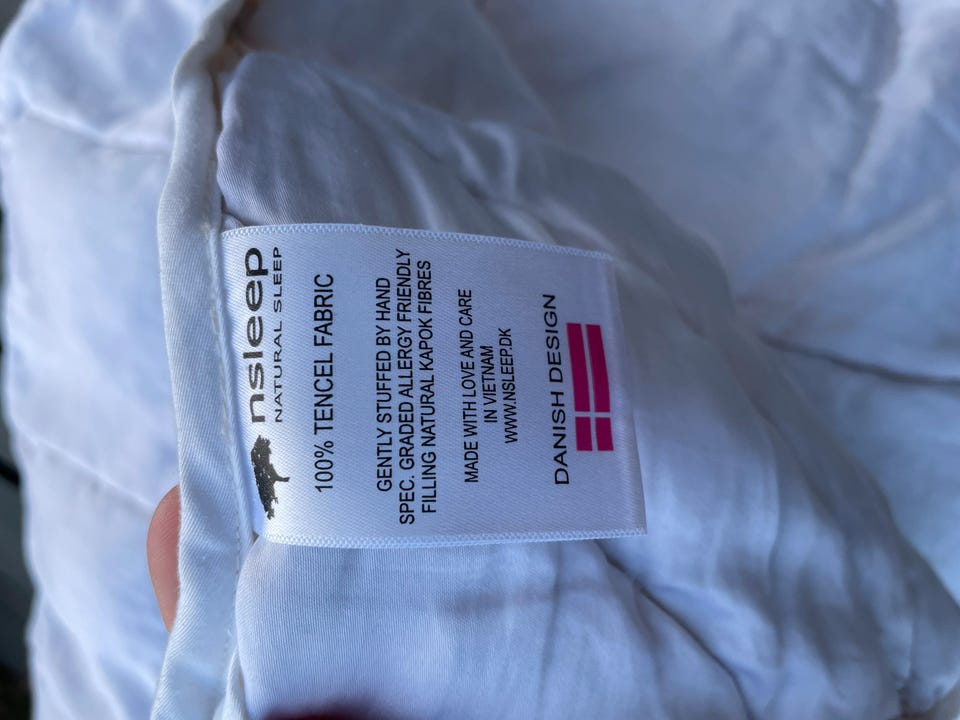 nsleep
NATURAL SLEEP
100% TENCEL FABRIC
GENTLY STUFFED BY HAND
SPEC. GRADED ALLERGY FRIENDLY
FILLING NATURAL KAPOK FIBRES
MADE WITH LOVE AND CARE
IN VIETNAM
WWW.NSLEEP.DK
DANISH DESIGN